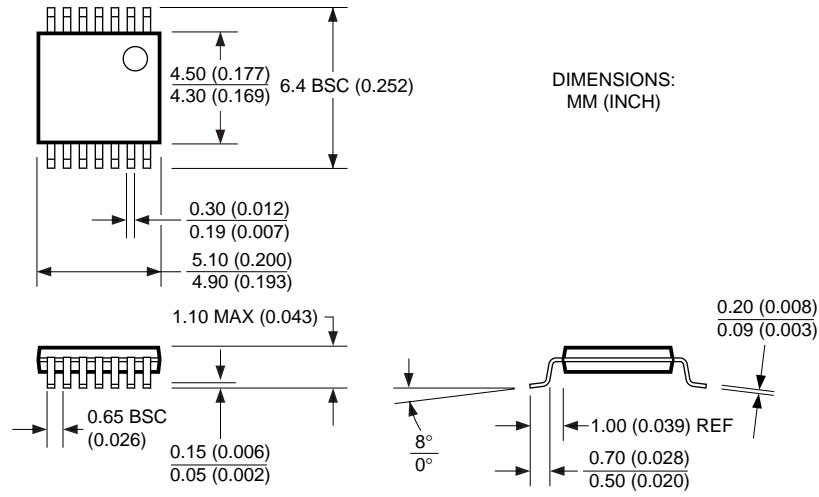 4.50 (0.177)
4.30 (0.169)
6.4 BSC (0.252)
DIMENSIONS:
MM (INCH)
0.30 (0.012)
0.19 (0.007)
5.10 (0.200)
4.90 (0.193)
1.10 MAX (0.043)
0.65 BSC
(0.026)
0.15 (0.006)
0.05 (0.002)
0.20 (0.008)
0.09 (0.003)
8°
0°
1.00 (0.039) REF
0.70 (0.028)
0.50 (0.020)